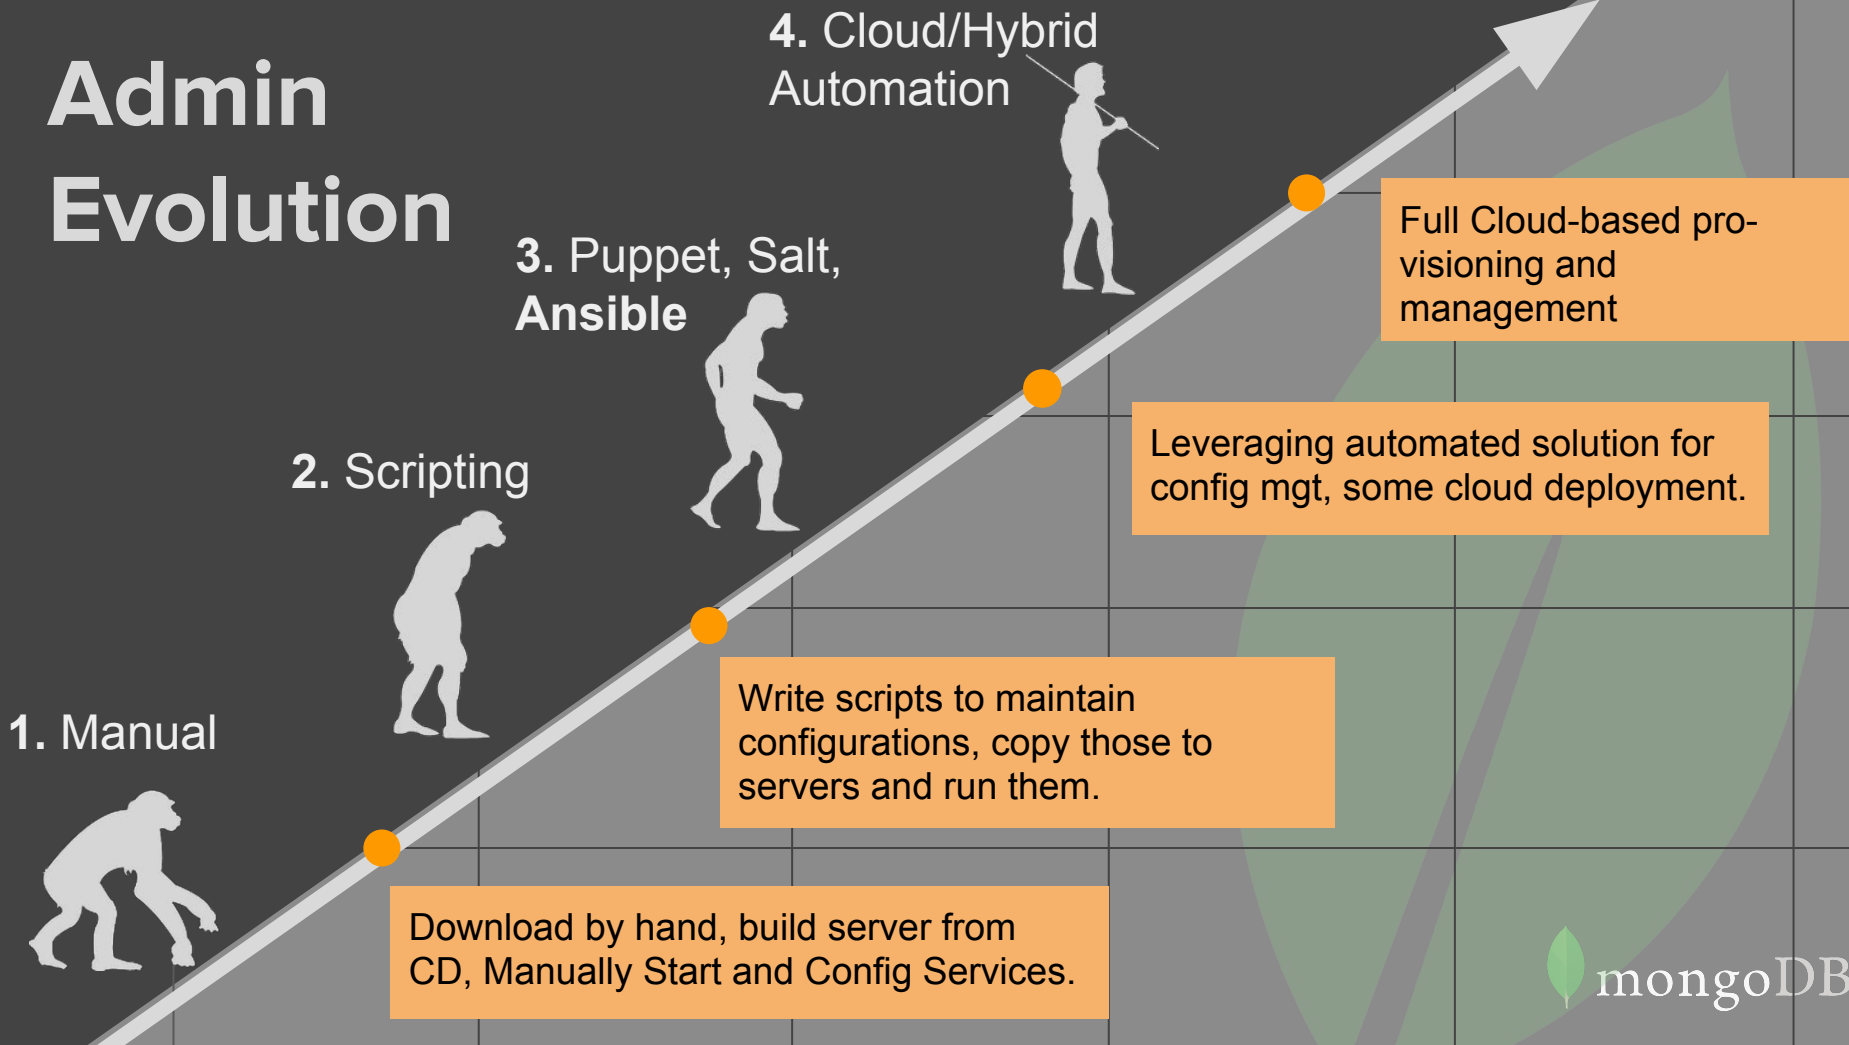 Admin
Evolution
4. Cloud/Hybrid
Automation
3. Puppet, Salt,
Ansible
2. Scripting
1. Manual
Full Cloud-based pro-
visioning and
management
Leveraging automated solution for
config mgt, some cloud deployment.
Write scripts to maintain
configurations, copy those to
servers and run them.
Download by hand, build server from
CD, Manually Start and Config Services.
mongoDB